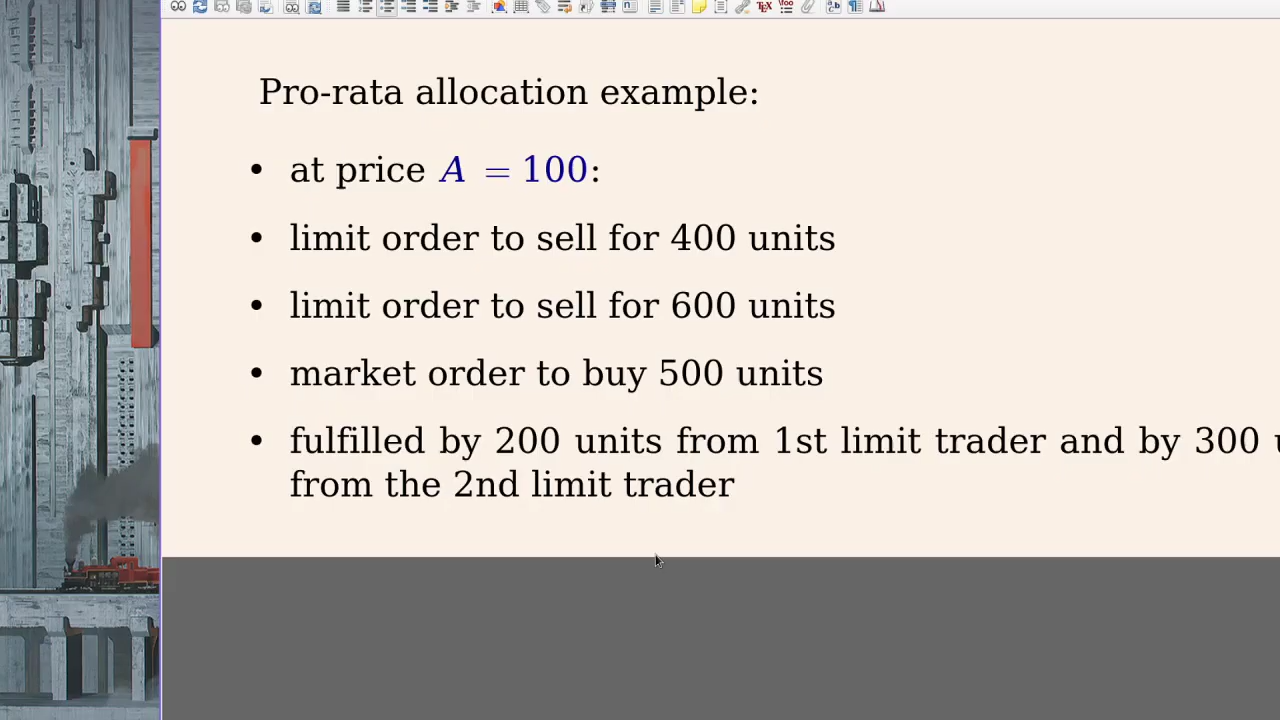 Pro-rata allocation example:
• at price A = 100:
• limit order to sell for 400 units
• limit order to sell for 600 units
• market order to buy 500 units
• fulfilled by 200 units from 1st limit trader and by 300
from the 2nd limit trader